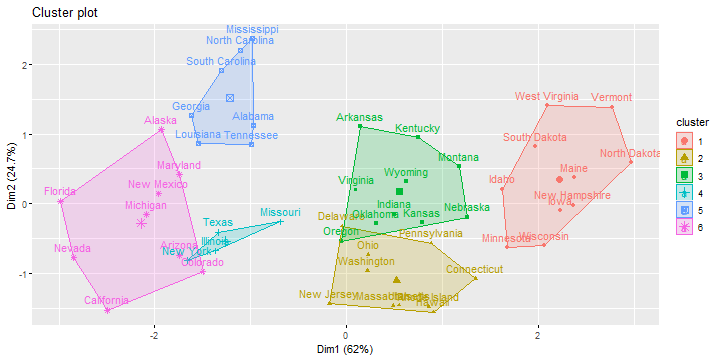 Cluster plot
Mississippi
North Carolina
South Carolina
Georgia
Alabama
Louisiana
Tennessee
Alaska
Maryland
New Mexico
Florida
Michigan
Nevada
Arizona
Colorado
California
Texas
Missouri
Illinois
New York
Arkansas
Kentucky
Montana
Wyoming
Virginia
Indiana
Oklahoma
Kansas
Nebraska
Oregon
Delaware
Pennsylvania
Ohio
Washington
Connecticut
New Jersey
Hawaii
West Virginia
Vermont
South Dakota
North Dakota
Maine
Idaho
New Hampshire
Iowa
Minnesota
Wisconsin
2
1
0
-1
Dim2 (24.7%)
-2
0
2
Dim1 (62%)
cluster
1
2
3
4
5
6